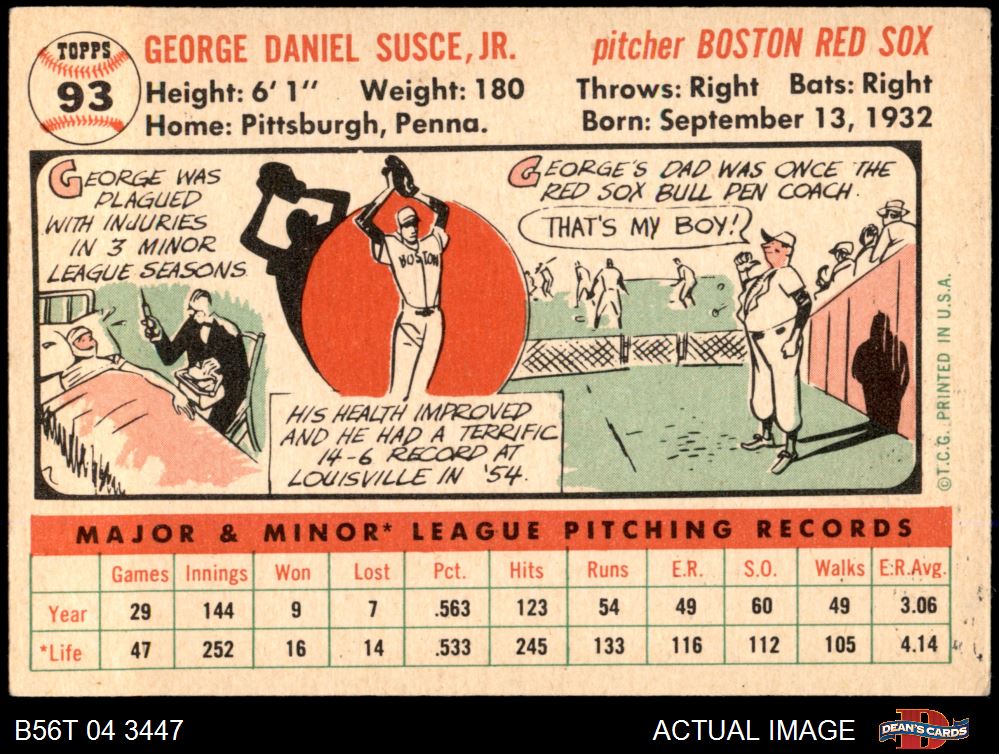 TOPPS
93
GEORGE DANIEL SUSCE, JR.
pitcher BOSTON RED SOX
Height: 6' 1" Weight: 180
Throws: Right Bats: Right
Home: Pittsburgh, Penna.
Born: September 13, 1932
GEORGE WAS
PLAGUED
WITH INJURIES
IN 3 MINOR
LEAGUE SEASONS
BOSTON
HIS HEALTH IMPROVED
AND HE HAD A TERRIFIC
14-6 RECORD AT
LOUISVILLE IN '54.
GEORGE'S DAD WAS ONCE THE
RED SOX BULL PEN COACH.
THAT'S MY BOY!
©T.C.G. PRINTED IN U.S.A.
MAJOR & MINOR* LEAGUE PITCHING RECORDS
Games Innings Won Lost Pct. Hits Runs E.R. S.O. Walks E.R.Avg.
Year 29 144 9 7 .563 123 54 49 60 49 3.06
*Life 47 252 16 14 .533 245 133 116 112 105 4.14
B56T 04 3447
ACTUAL IMAGE
DEAN'S CARDS